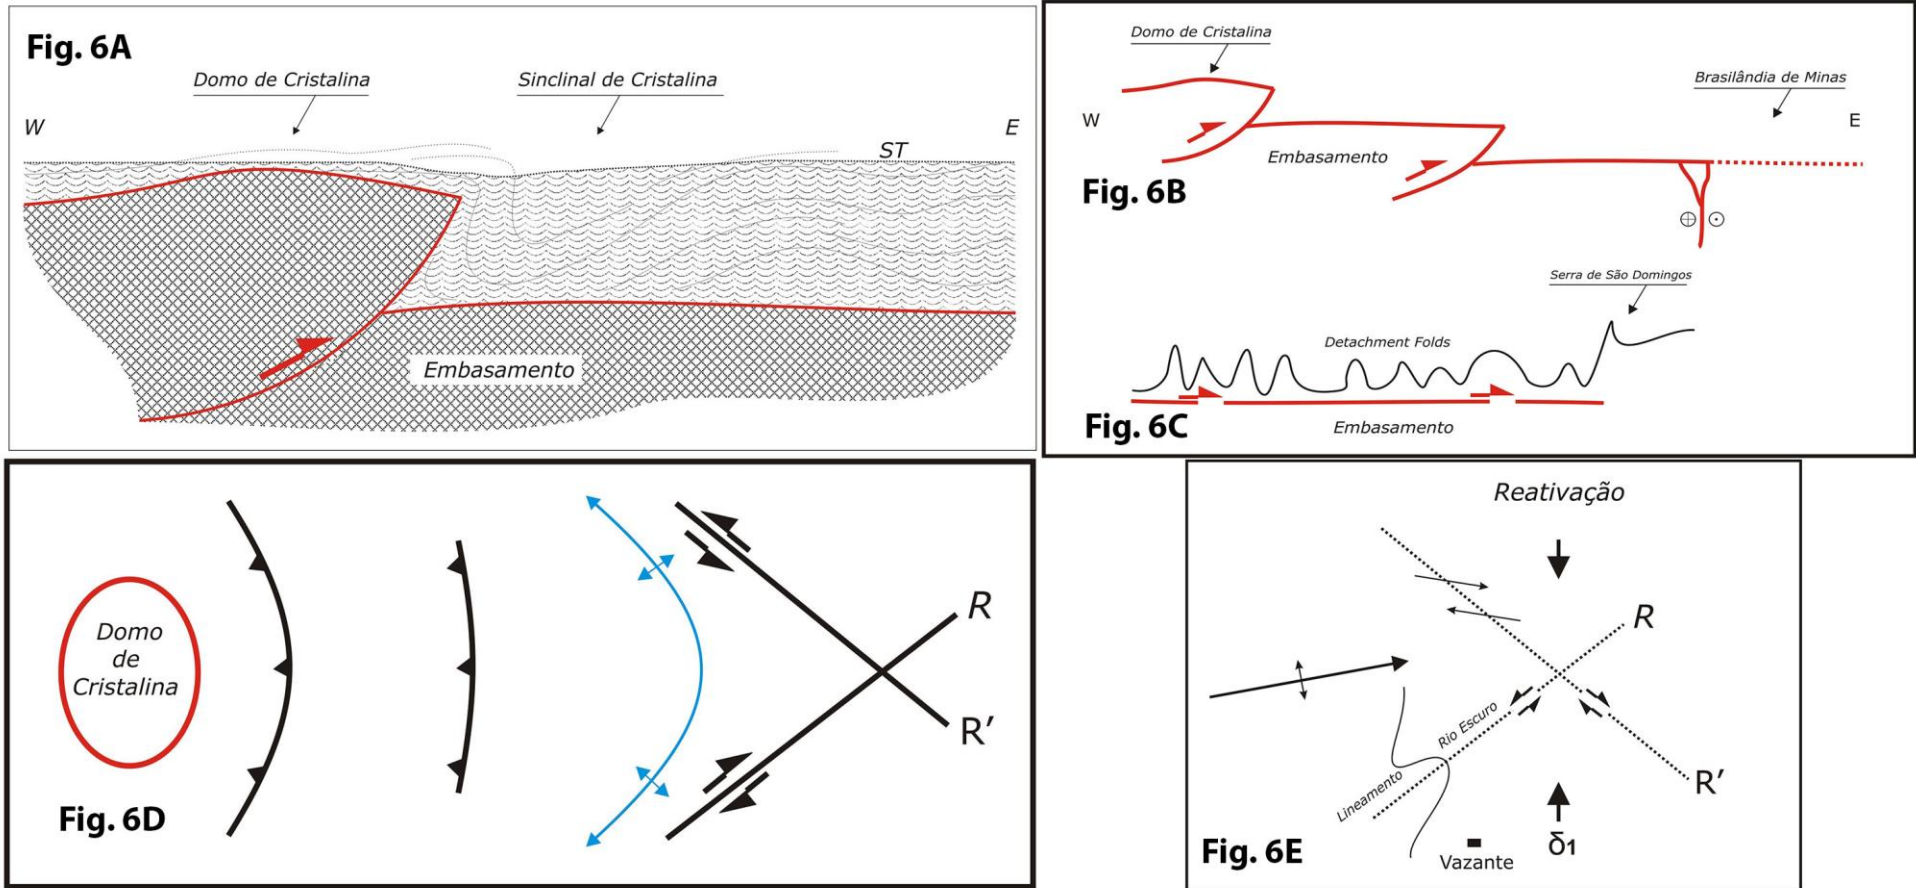 Fig. 6A
Domo de Cristalina
Sinclinal de Cristalina
W
E
ST
Embasamento
Domo de Cristalina
Brasilândia de Minas
W
E
Embasamento
Fig. 6B
Serra de São Domingos
Detachment Folds
Fig. 6C
Embasamento
Domo
de
Cristalina
R
R’
Fig. 6D
Reativação
R
Rio Escuro
Lineamento
R’
δ1
Vazante
Fig. 6E